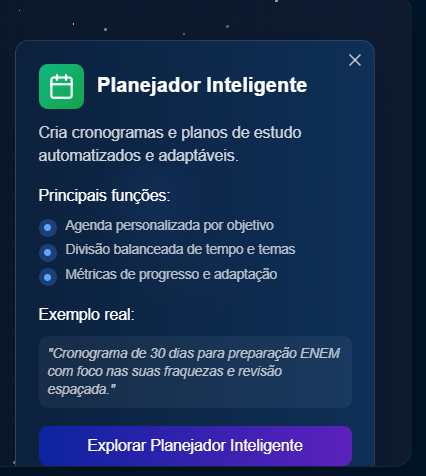 Planejador Inteligente
Cria cronogramas e planos de estudo
automatizados e adaptáveis.
Principais funções:
Agenda personalizada por objetivo
Divisão balanceada de tempo e temas
Métricas de progresso e adaptação
Exemplo real:
"Cronograma de 30 dias para preparação ENEM
com foco nas suas fraquezas e revisão
espaçada."
Explorar Planejador Inteligente